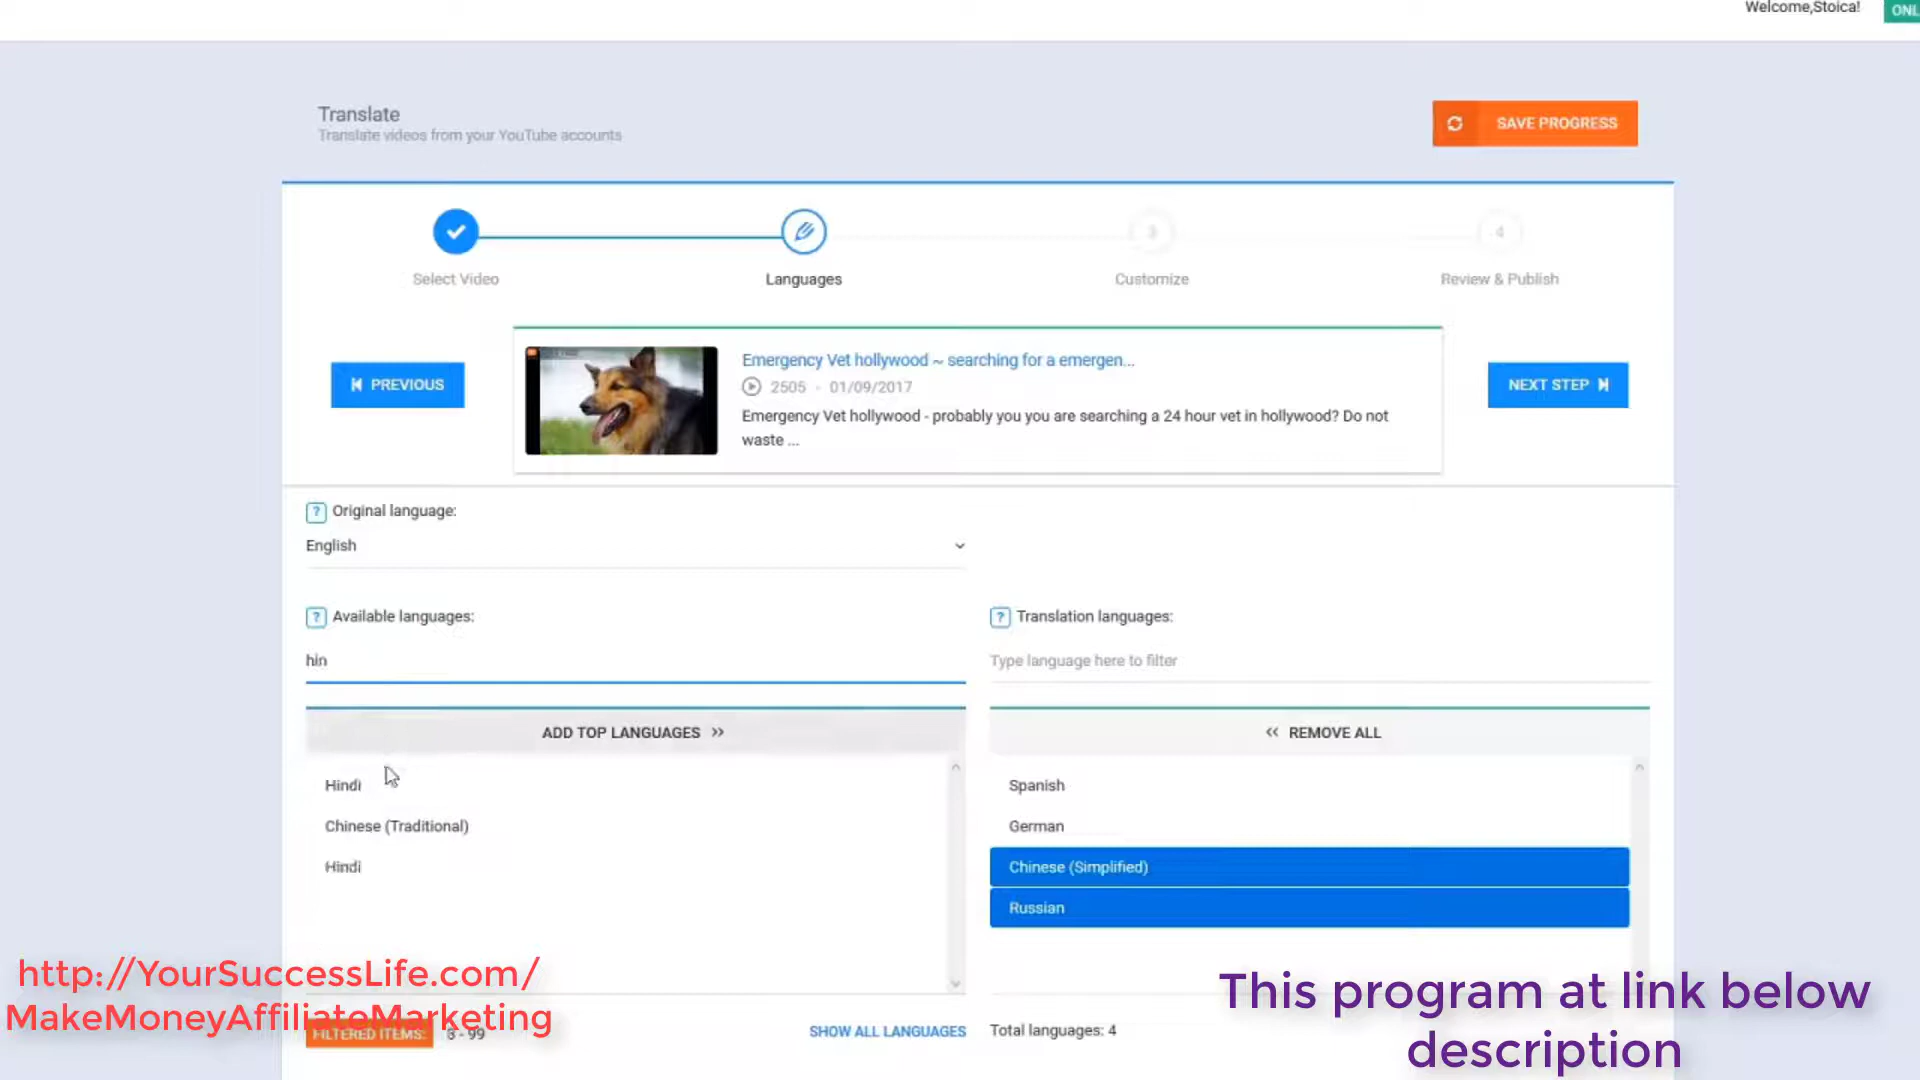 Welcome,Stoica!
ONL
Translate
Translate videos from your YouTube accounts
SAVE PROGRESS
Select Video
Languages
3
Customize
4
Review & Publish
PREVIOUS
Emergency Vet hollywood ~ searching for a emergen...
2505 - 01/09/2017
Emergency Vet hollywood - probably you you are searching a 24 hour vet in hollywood? Do not
waste ...
NEXT STEP
? Original language:
English
? Available languages:
hin
ADD TOP LANGUAGES >>
Hindi
Chinese (Traditional)
Hindi
? Translation languages:
Type language here to filter
<< REMOVE ALL
Spanish
German
Chinese (Simplified)
Russian
FILTERED ITEMS: 3 - 99
SHOW ALL LANGUAGES
Total languages: 4
http://YourSuccessLife.com/
MakeMoneyAffiliateMarketing
This program at link below
description